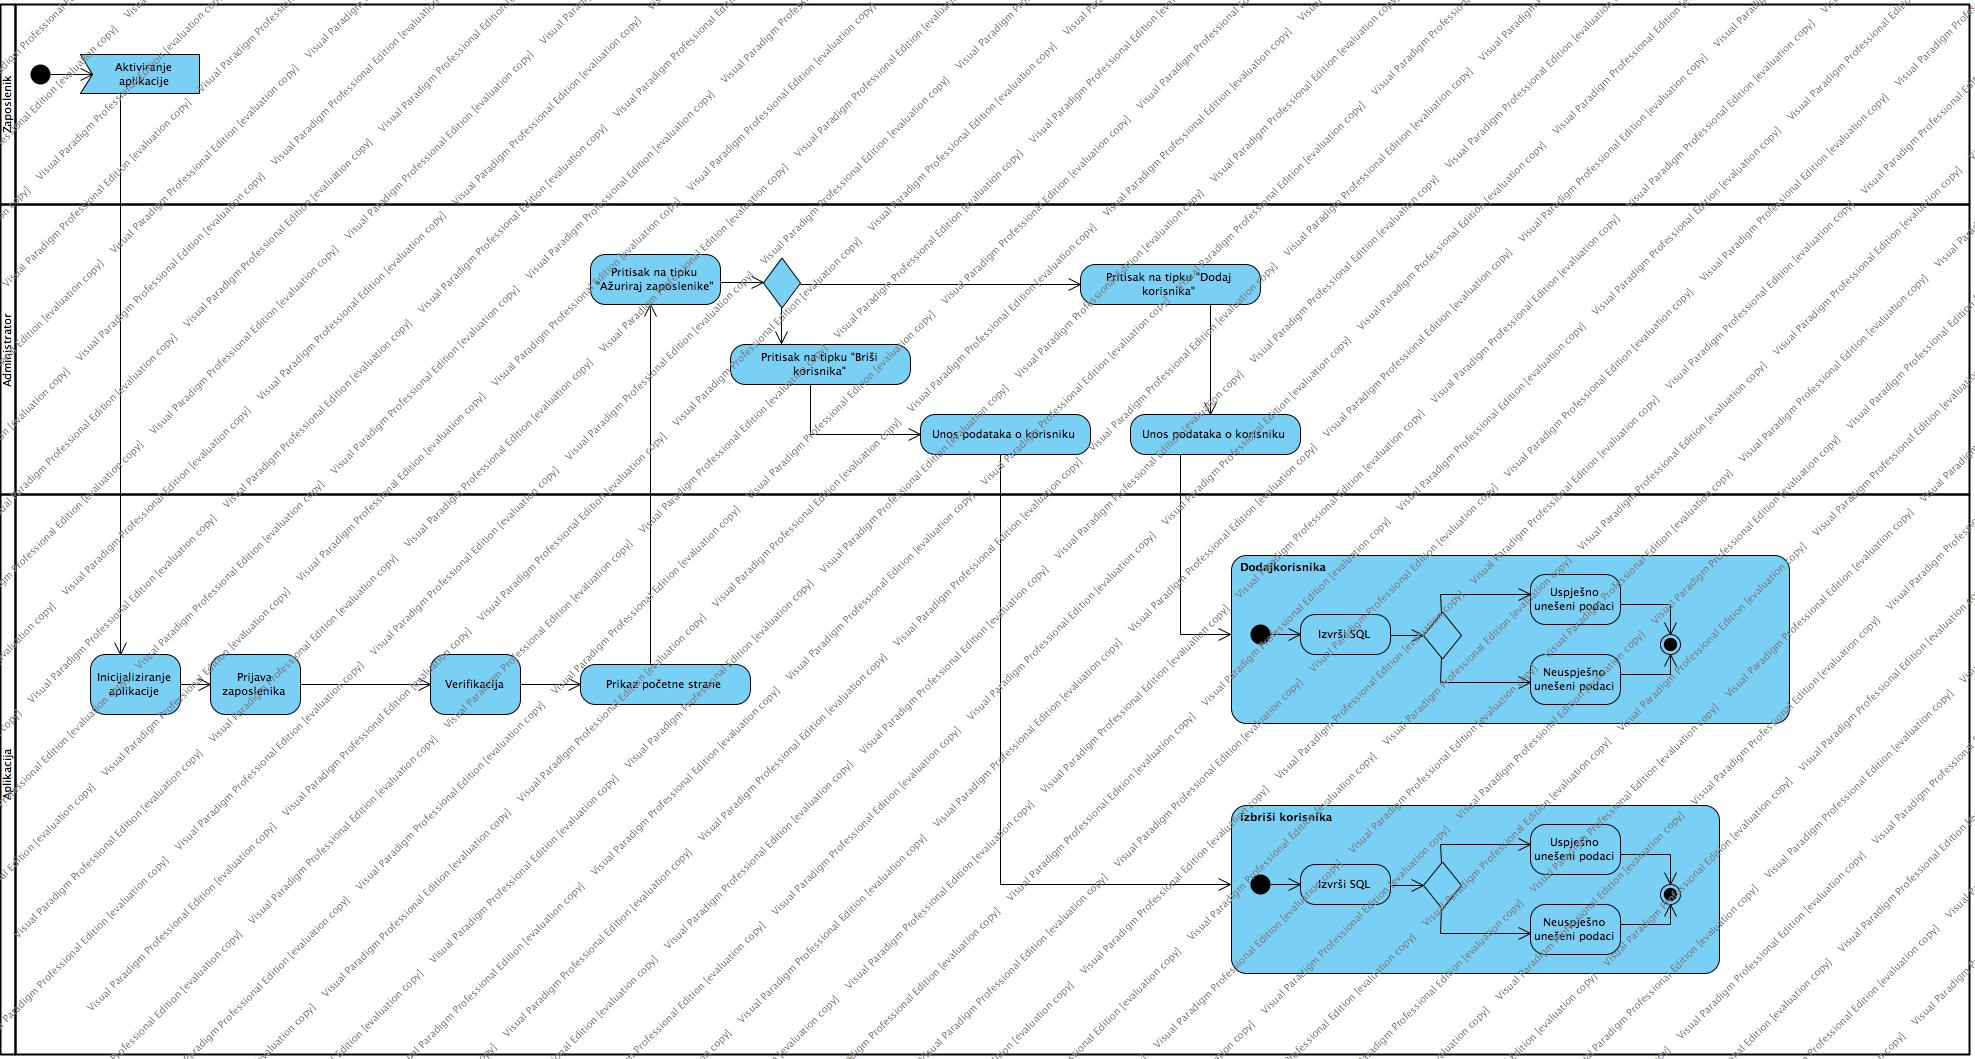 Zaposlenik
Aktiviranje
aplikacije
Administrator
Pritisak na tipku
"Ažuriraj zaposlenike"
Pritisak na tipku "Dodaj
korisnika"
Pritisak na tipku "Briši
korisnika"
Unos podataka o korisniku
Unos podataka o korisniku
Aplikacija
Inicijaliziranje
aplikacije
Prijava
zaposlenika
Verifikacija
Prikaz početne strane
Dodajkorisnika
Izvrši SQL
Uspješno
unešeni podaci
Neuspješno
unešeni podaci
Izbriši korisnika
Izvrši SQL
Uspješno
unešeni podaci
Neuspješno
unešeni podaci
Visual Paradigm Professional Edition [evaluation copy]